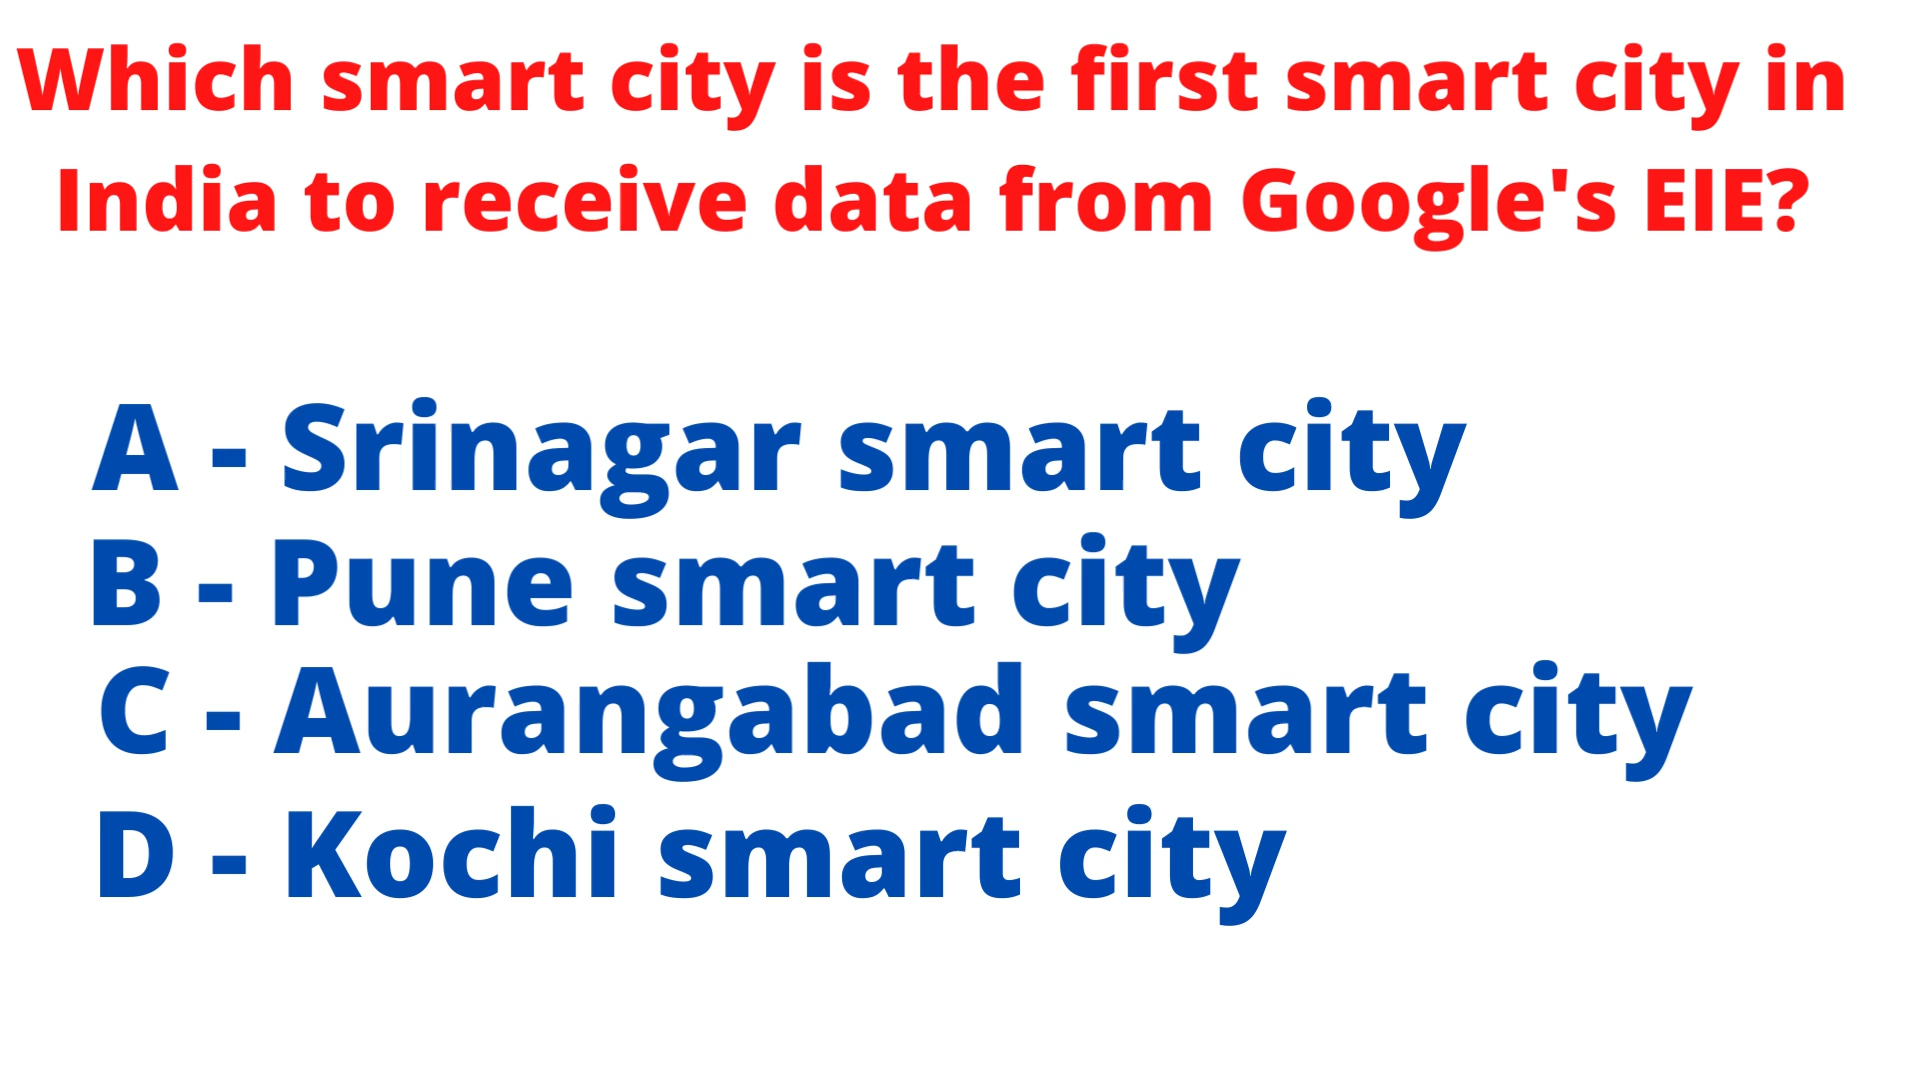 Which smart city is the first smart city in
India to receive data from Google's EIE?
A - Srinagar smart city
B - Pune smart city
C - Aurangabad smart city
D - Kochi smart city